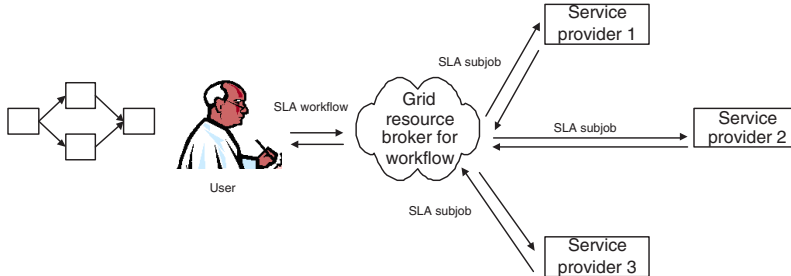 Service
provider 1
SLA subjob
SLA workflow
Grid
resource
broker for
workflow
SLA subjob
Service
provider 2
User
SLA subjob
Service
provider 3